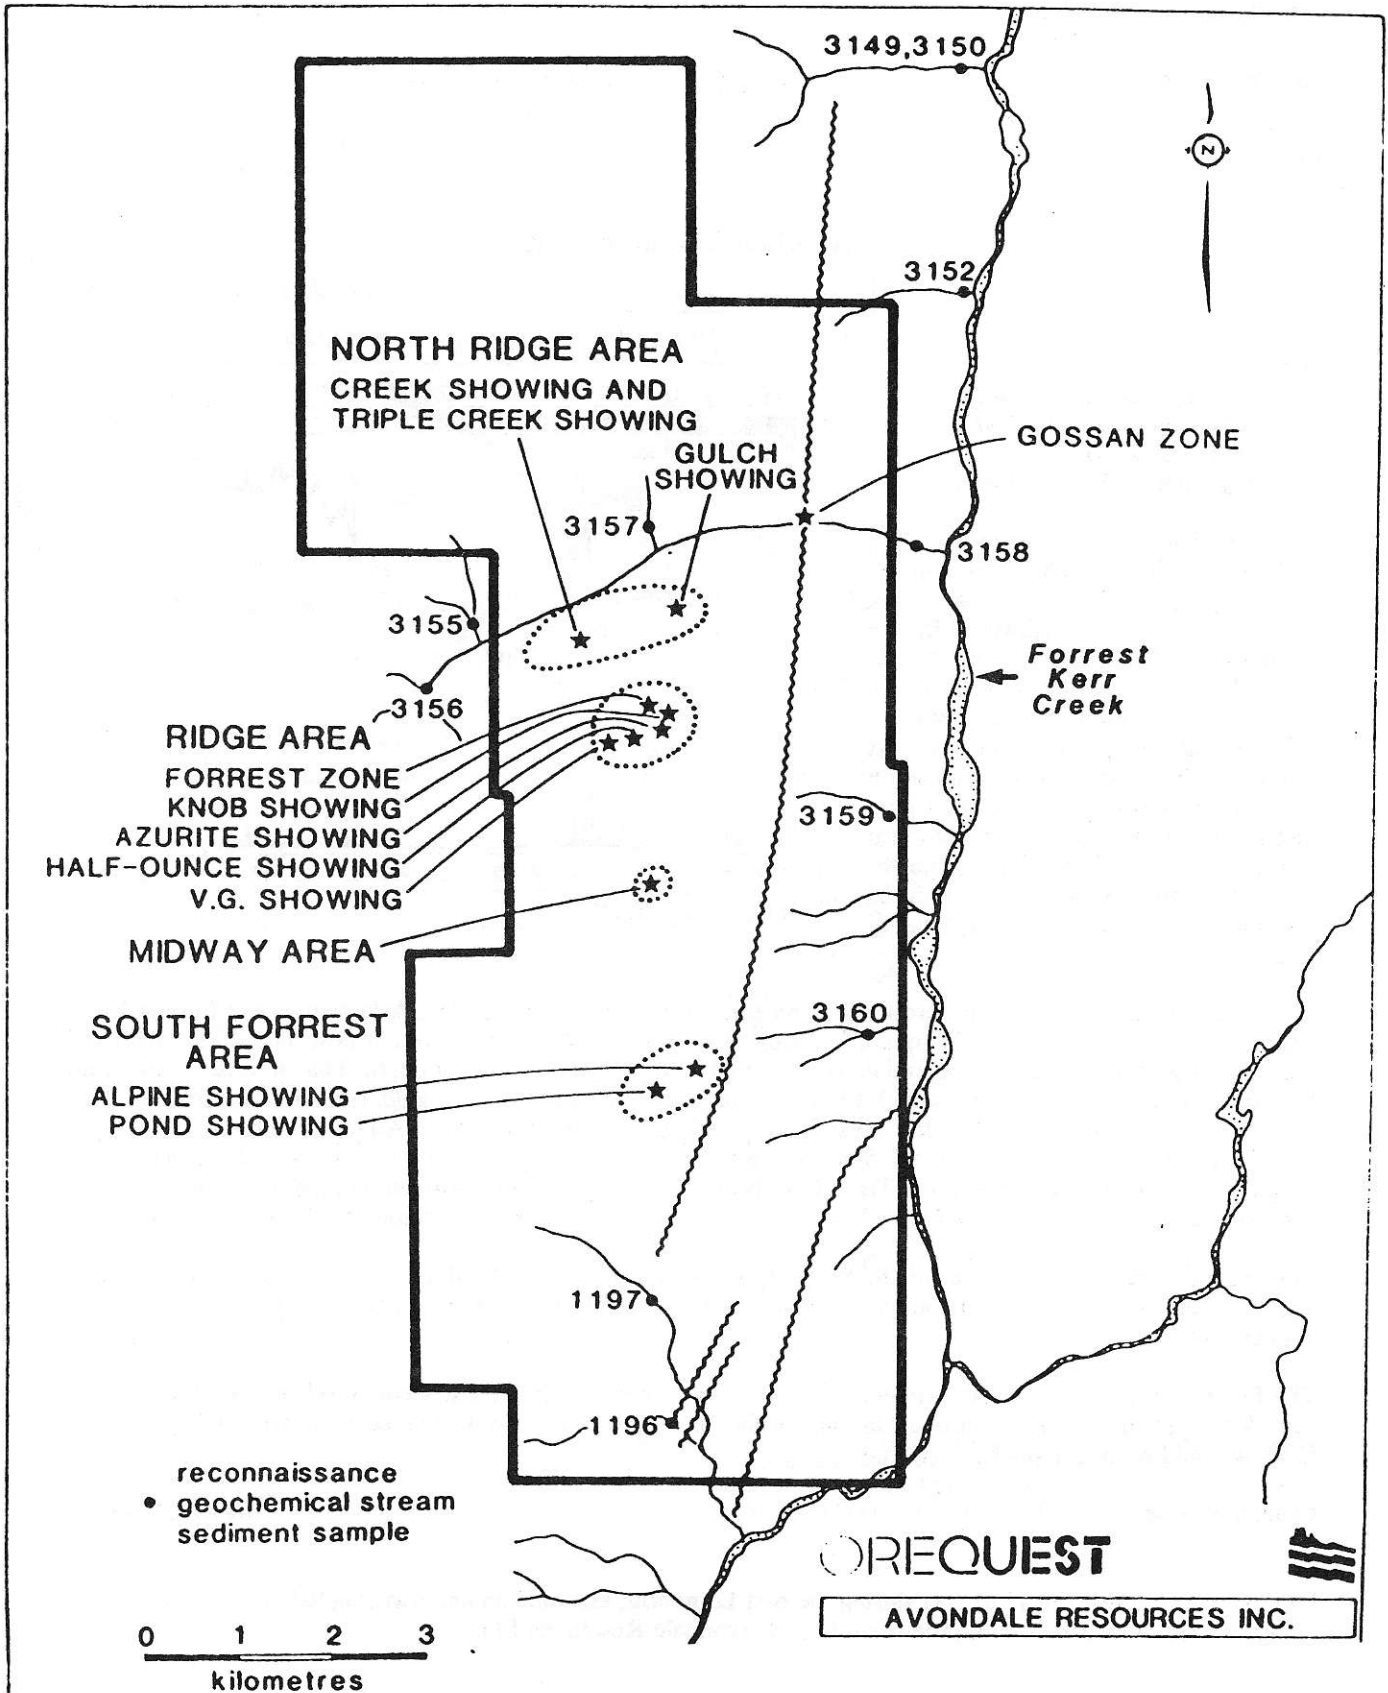 3149,3150
N
3152
NORTH RIDGE AREA
CREEK SHOWING AND
TRIPLE CREEK SHOWING
GULCH
SHOWING
GOSSAN ZONE
3157
3158
3155
3156
Forrest
Kerr
Creek
RIDGE AREA
FORREST ZONE
KNOB SHOWING
AZURITE SHOWING
HALF-OUNCE SHOWING
V.G. SHOWING
3159
MIDWAY AREA
SOUTH FORREST
AREA
ALPINE SHOWING
POND SHOWING
3160
1197
1196
reconnaissance
geochemical stream
sediment sample
OREQUEST
AVONDALE RESOURCES INC.
0 1 2 3
kilometres